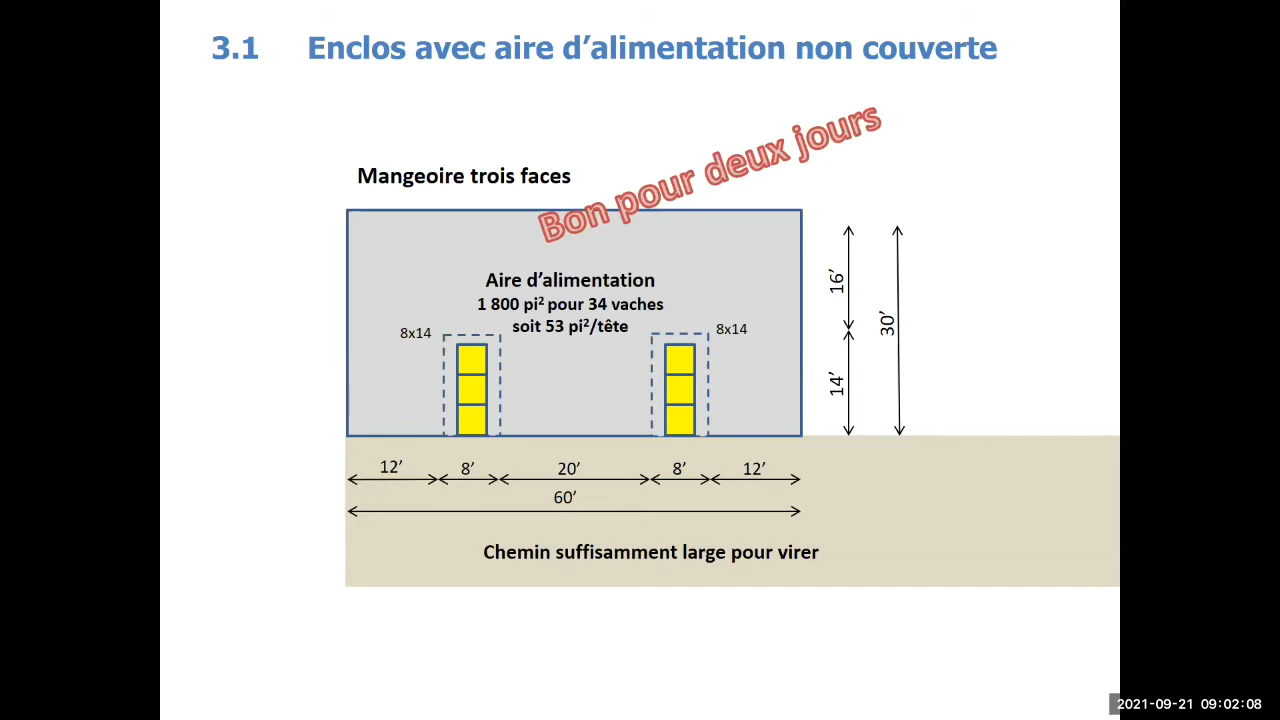 3.1 Enclos avec aire d’alimentation non couverte
Bon pour deux jours
Mangeoire trois faces
Aire d’alimentation
1 800 pi² pour 34 vaches
soit 53 pi²/tête
8x14
8x14
16’
30’
14’
12’ 8’ 20’ 8’ 12’
60’
Chemin suffisamment large pour virer
2021-09-21 09:02:08